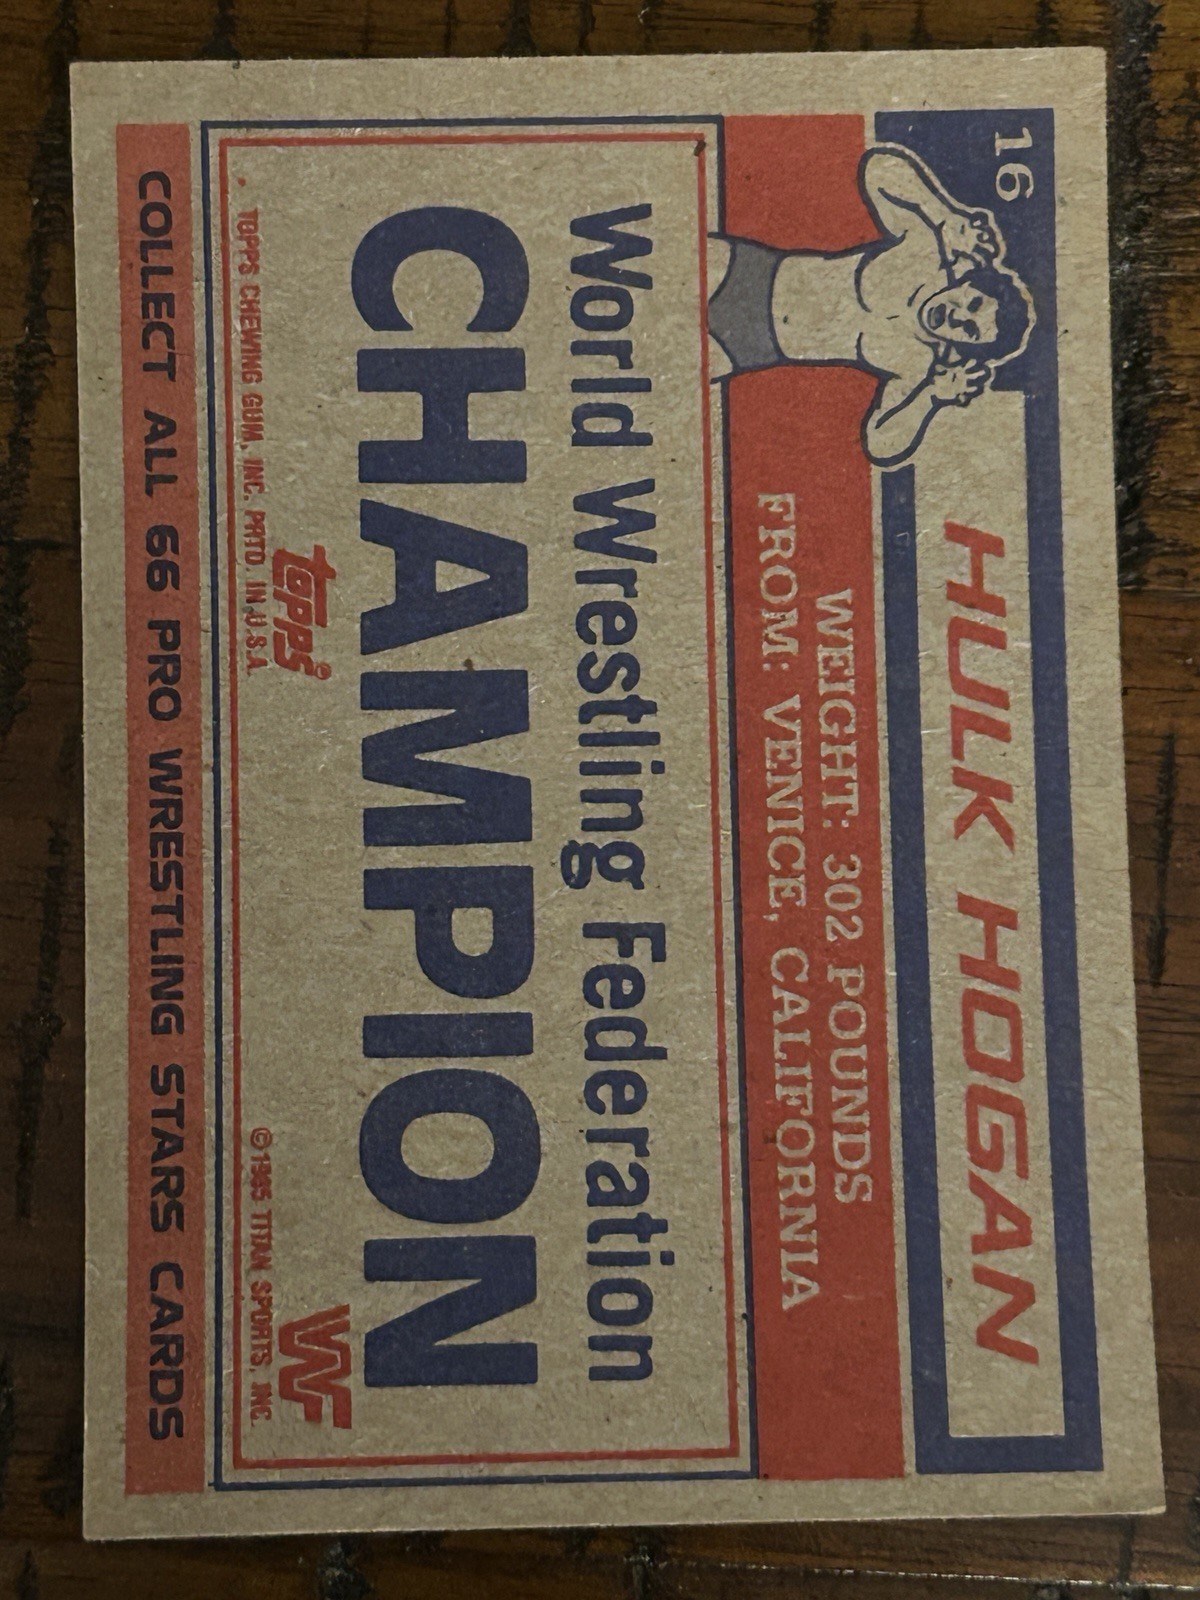 16
HULK HOGAN
WEIGHT: 302 POUNDS
FROM: VENICE, CALIFORNIA
World Wrestling Federation
CHAMPION
topps®
W
TOPPS CHEWING GUM, INC. PRTD. IN U.S.A.
©1985 TITAN SPORTS, INC.
COLLECT ALL 66 PRO WRESTLING STARS CARDS